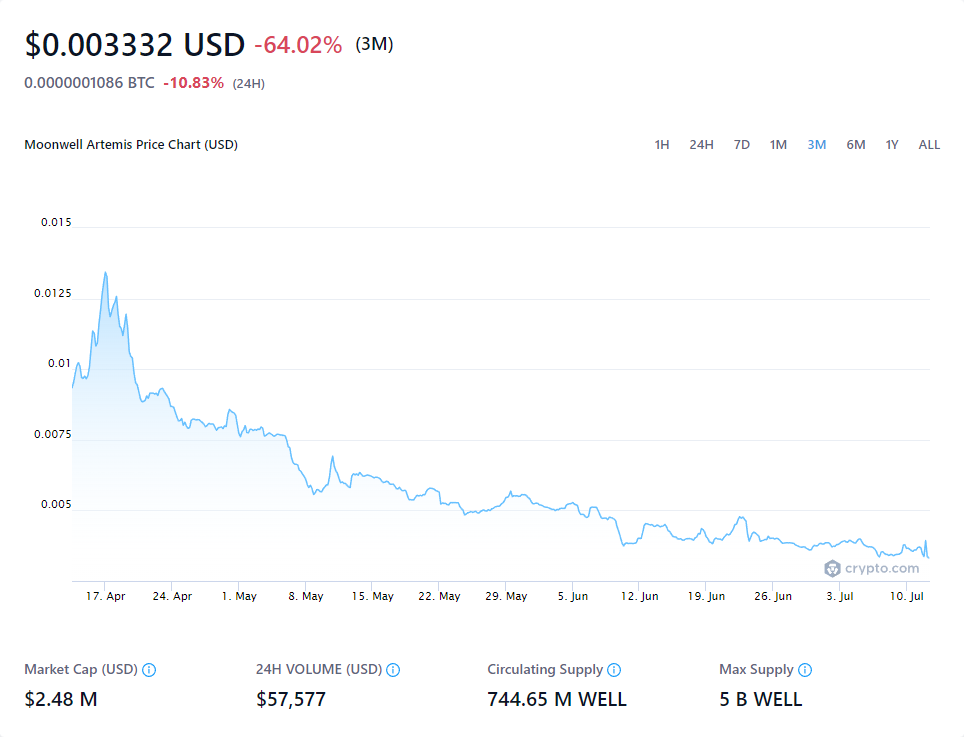 $0.003332 USD -64.02% (3M)
0.0000001086 BTC -10.83% (24H)
Moonwell Artemis Price Chart (USD)
1H 24H 7D 1M 3M 6M 1Y ALL
0.015
0.0125
0.01
0.0075
0.005
crypto.com
17. Apr 24. Apr 1. May 8. May 15. May 22. May 29. May 5. Jun 12. Jun 19. Jun 26. Jun 3. Jul 10. Jul
Market Cap (USD) 24H VOLUME (USD) Circulating Supply Max Supply
$2.48 M $57,577 744.65 M WELL 5 B WELL